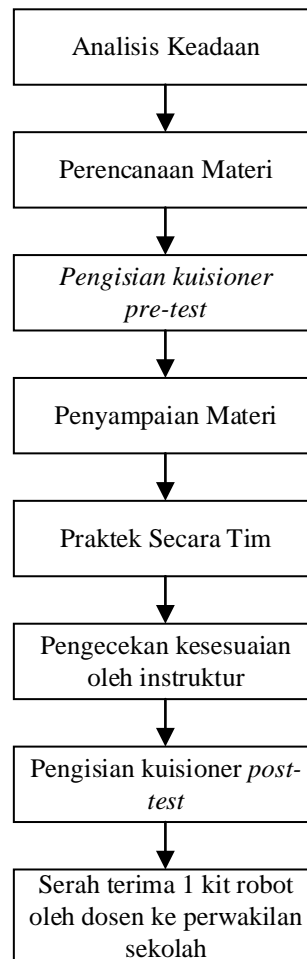 Analisis Keadaan
Perencanaan Materi
Pengisian kuisioner
pre-test
Penyampaian Materi
Praktek Secara Tim
Pengecekan kesesuaian
oleh instruktur
Pengisian kuisioner post-
test
Serah terima 1 kit robot
oleh dosen ke perwakilan
sekolah